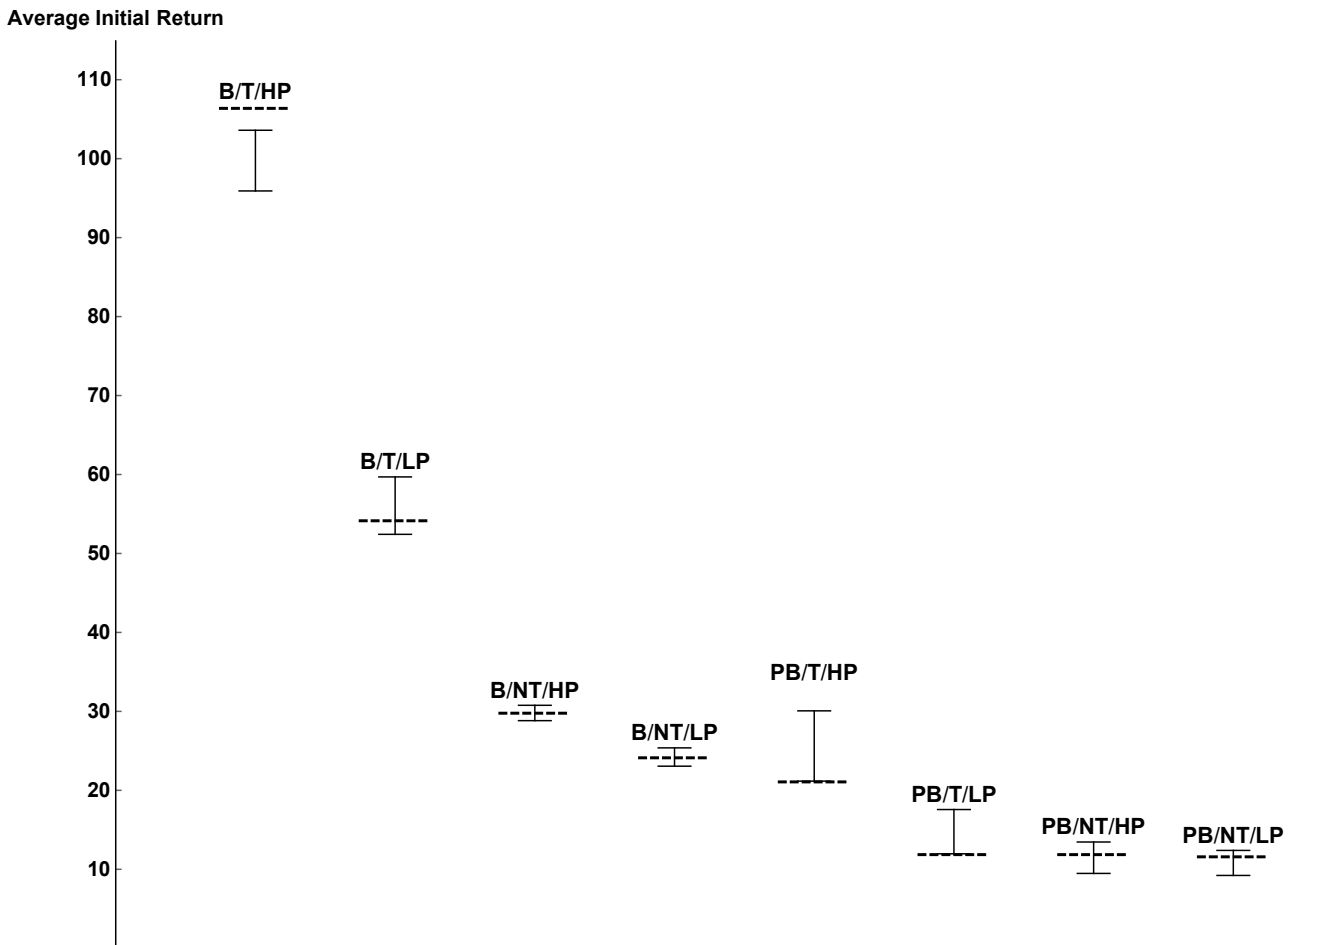 Average Initial Return
110
B/T/HP
100
90
80
70
60
B/T/LP
50
40
30
B/NT/HP
B/NT/LP
PB/T/HP
20
PB/T/LP
PB/NT/HP
PB/NT/LP
10